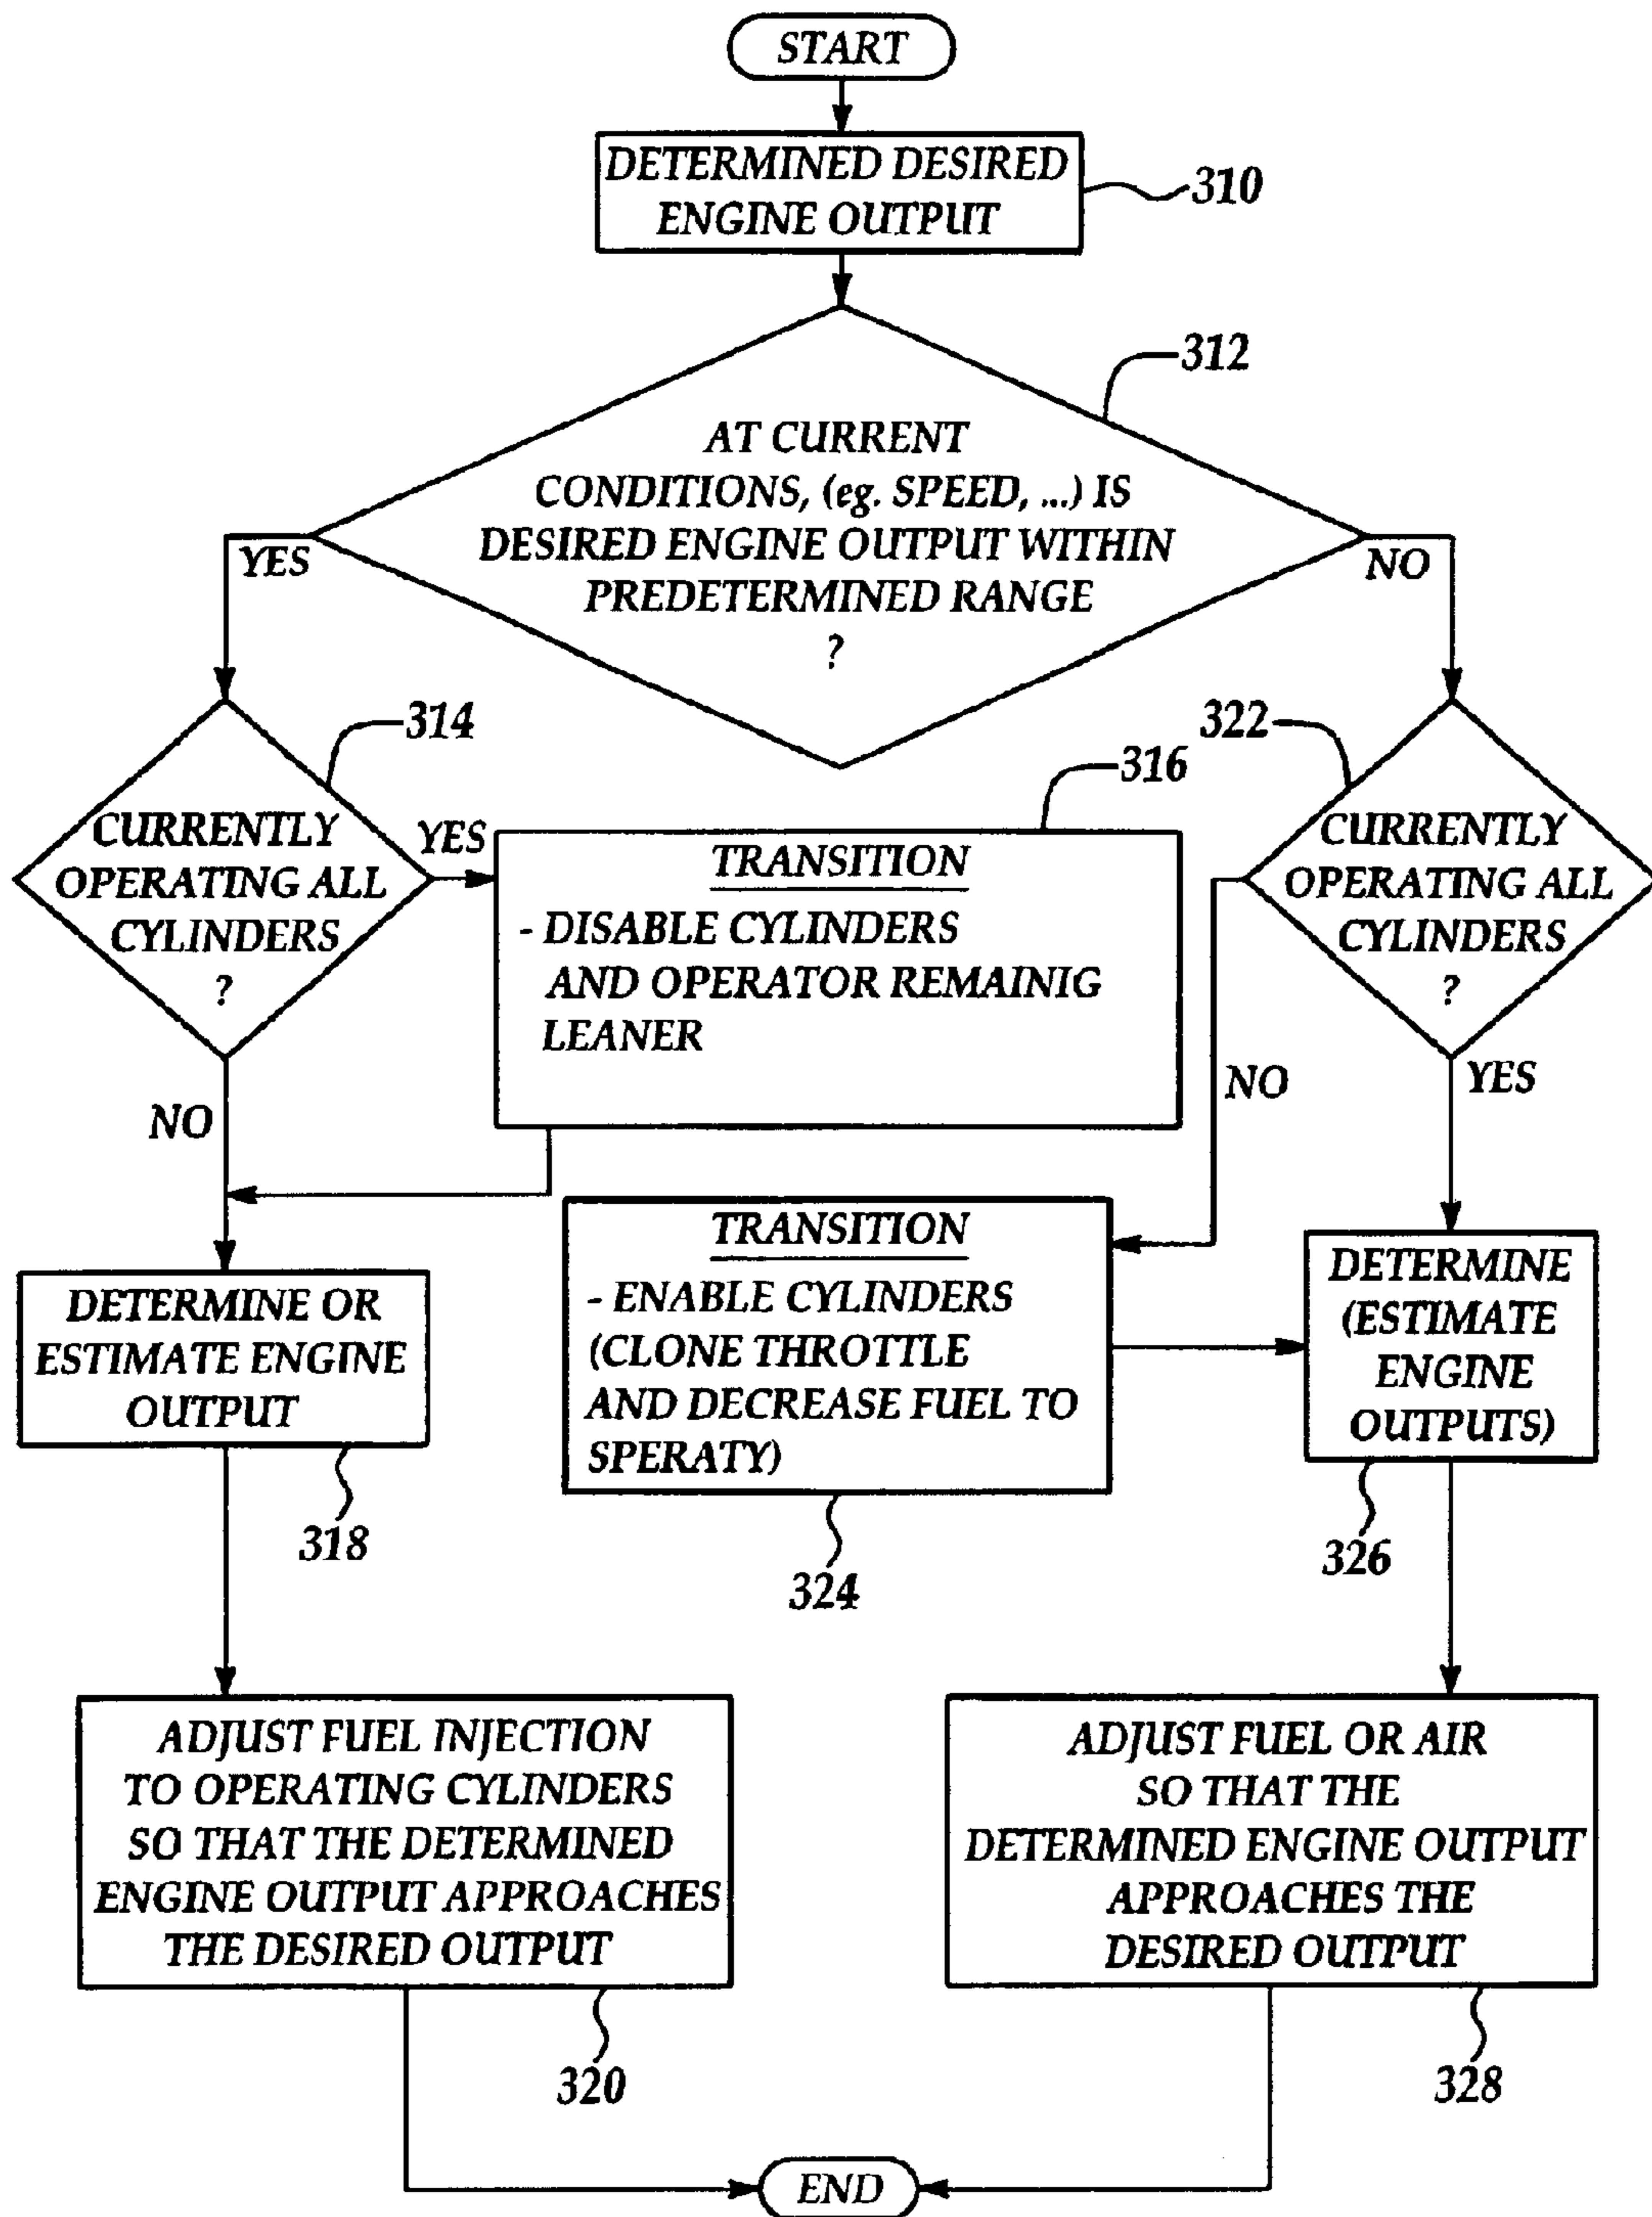 START
DETERMINED DESIRED
ENGINE OUTPUT
310
312
AT CURRENT
CONDITIONS, (eg. SPEED, ...) IS
DESIRED ENGINE OUTPUT WITHIN
PREDETERMINED RANGE
?
YES
NO
314
CURRENTLY
OPERATING ALL
CYLINDERS
?
YES
NO
316
TRANSITION
- DISABLE CYLINDERS
AND OPERATOR REMAINIG
LEANER
322
CURRENTLY
OPERATING ALL
CYLINDERS
?
NO
YES
TRANSITION
- ENABLE CYLINDERS
(CLONE THROTTLE
AND DECREASE FUEL TO
SPERATY)
324
DETERMINE OR
ESTIMATE ENGINE
OUTPUT
318
DETERMINE
(ESTIMATE
ENGINE
OUTPUTS)
326
ADJUST FUEL INJECTION
TO OPERATING CYLINDERS
SO THAT THE DETERMINED
ENGINE OUTPUT APPROACHES
THE DESIRED OUTPUT
320
ADJUST FUEL OR AIR
SO THAT THE
DETERMINED ENGINE OUTPUT
APPROACHES THE
DESIRED OUTPUT
328
END